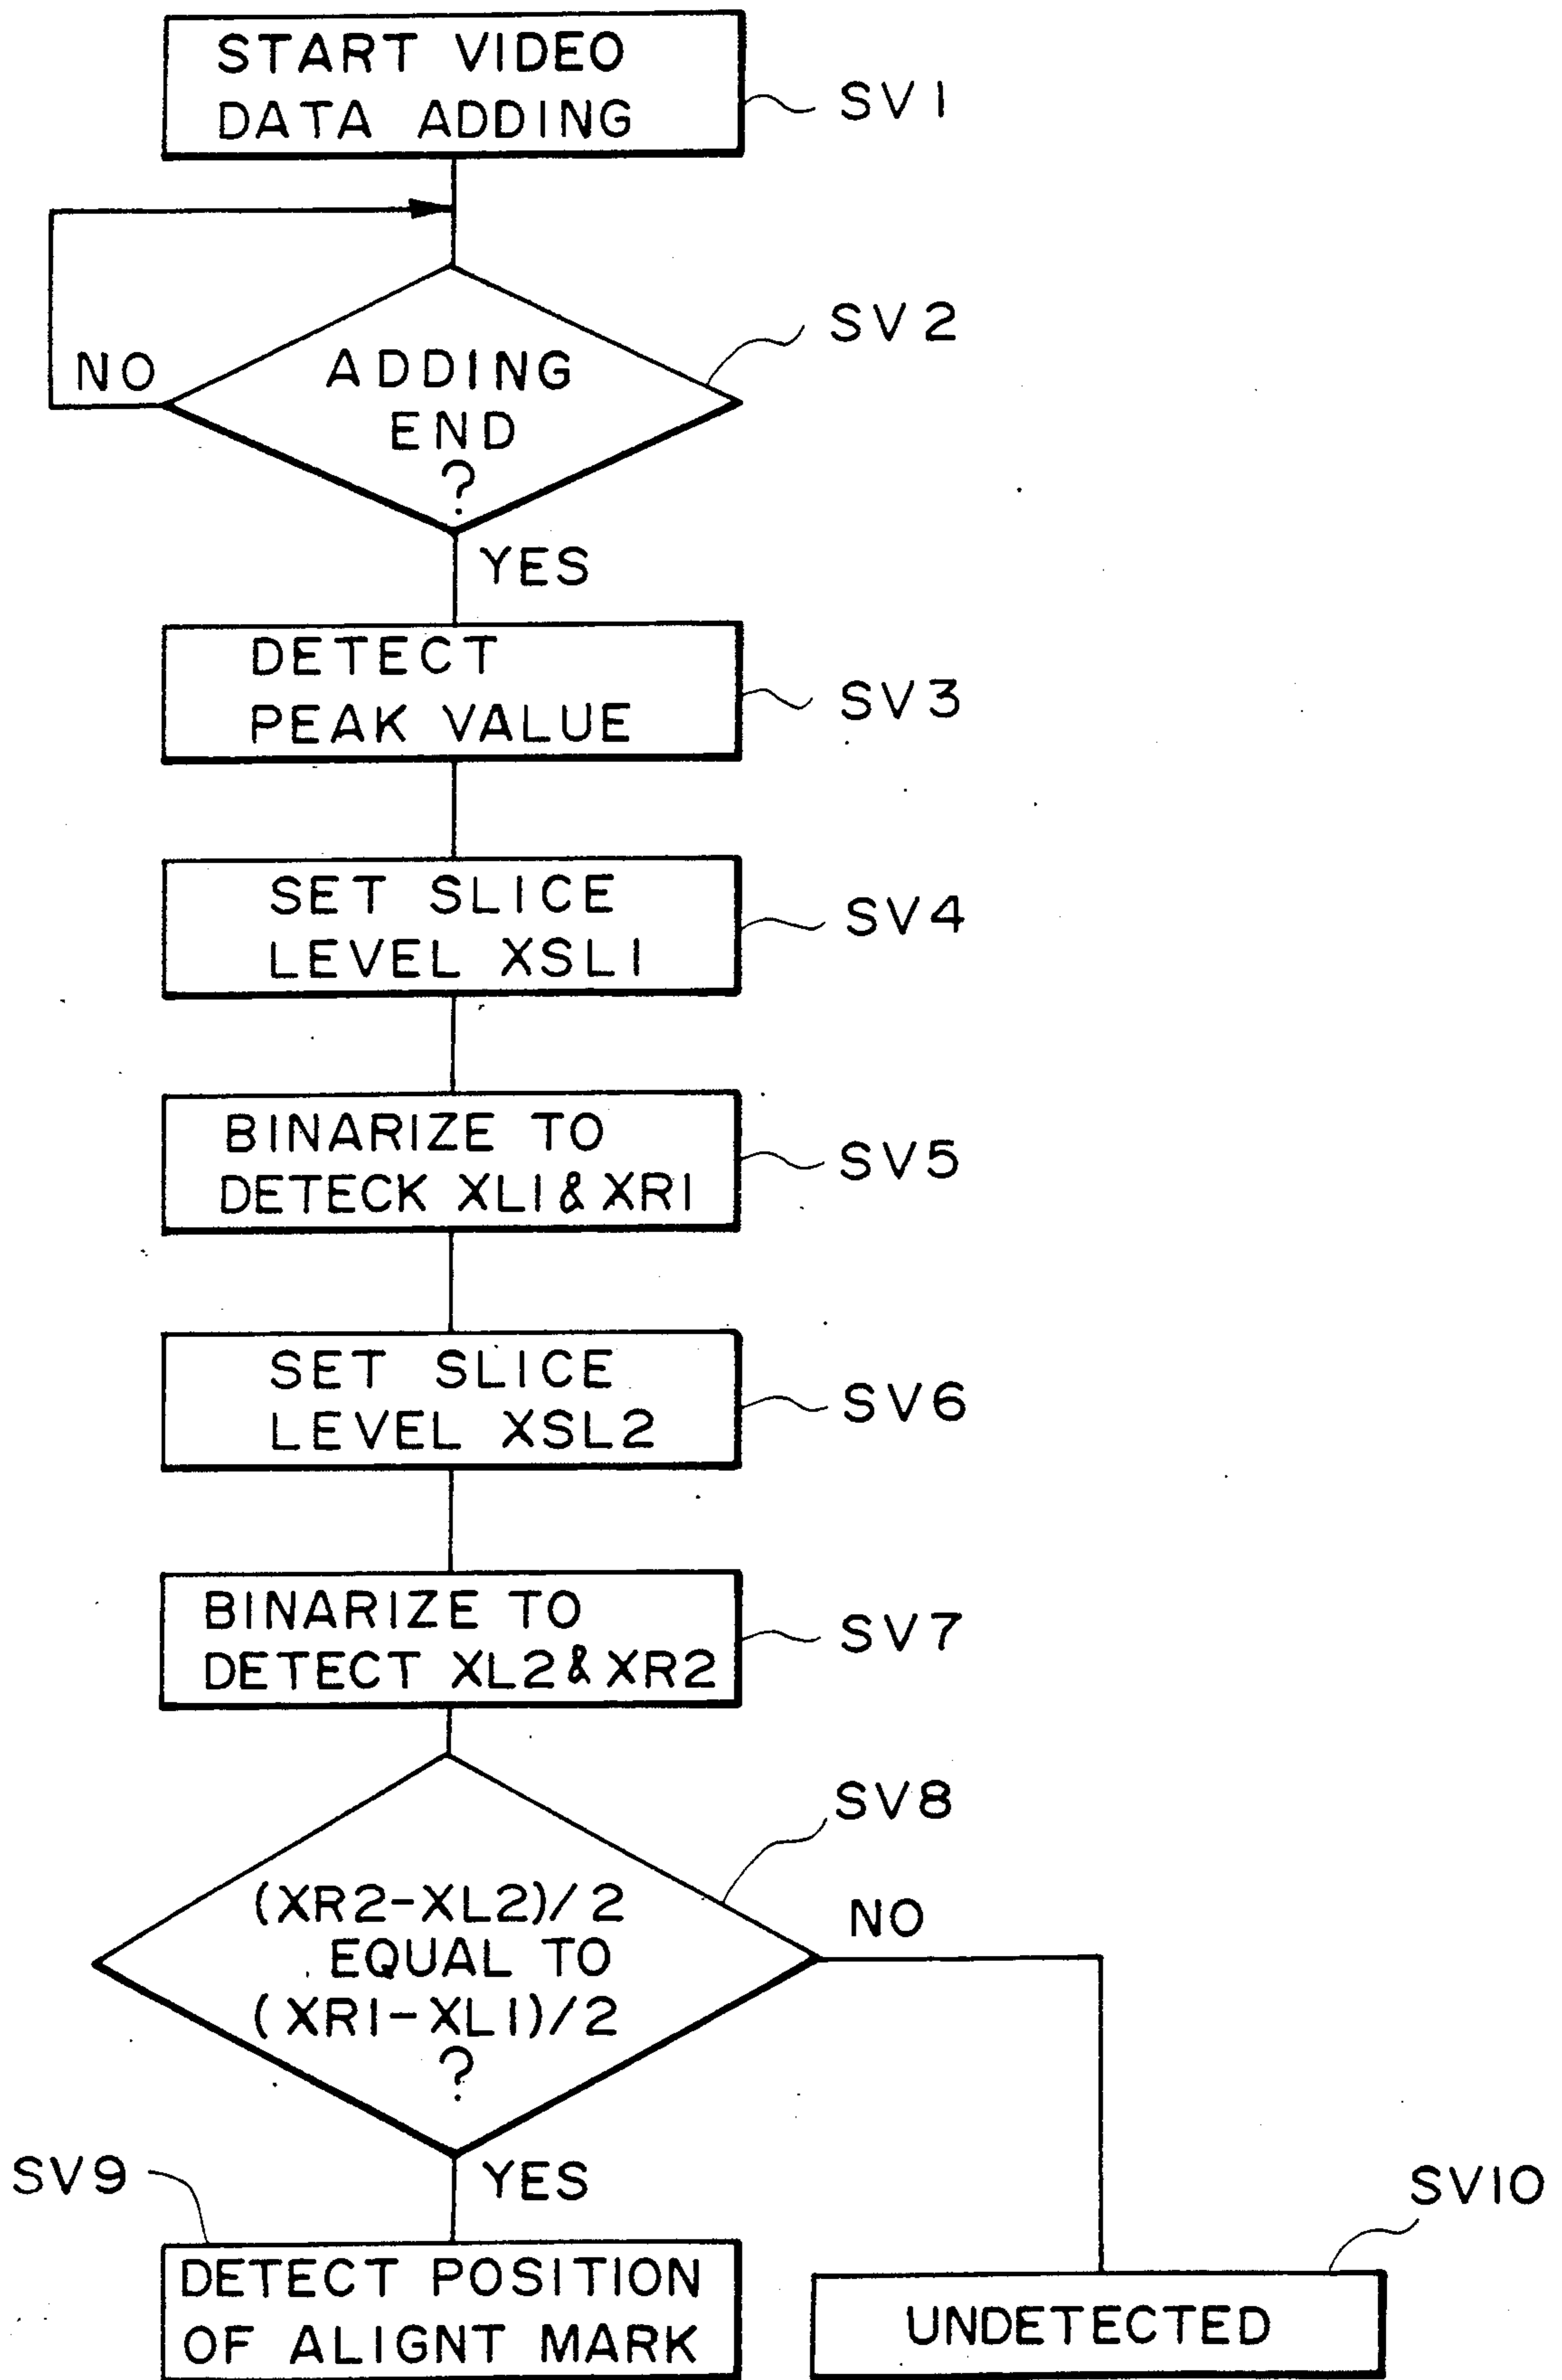 START VIDEO
DATA ADDING
SV1
SV2
NO
ADDING
END
?
YES
DETECT
PEAK VALUE
SV3
SET SLICE
LEVEL XSL1
SV4
BINARIZE TO
DETECK XL1&XR1
SV5
SET SLICE
LEVEL XSL2
SV6
BINARIZE TO
DETECT XL2&XR2
SV7
SV8
(XR2-XL2)/2
EQUAL TO
(XR1-XL1)/2
?
NO
YES
SV9
SV10
DETECT POSITION
OF ALIGNT MARK
UNDETECTED